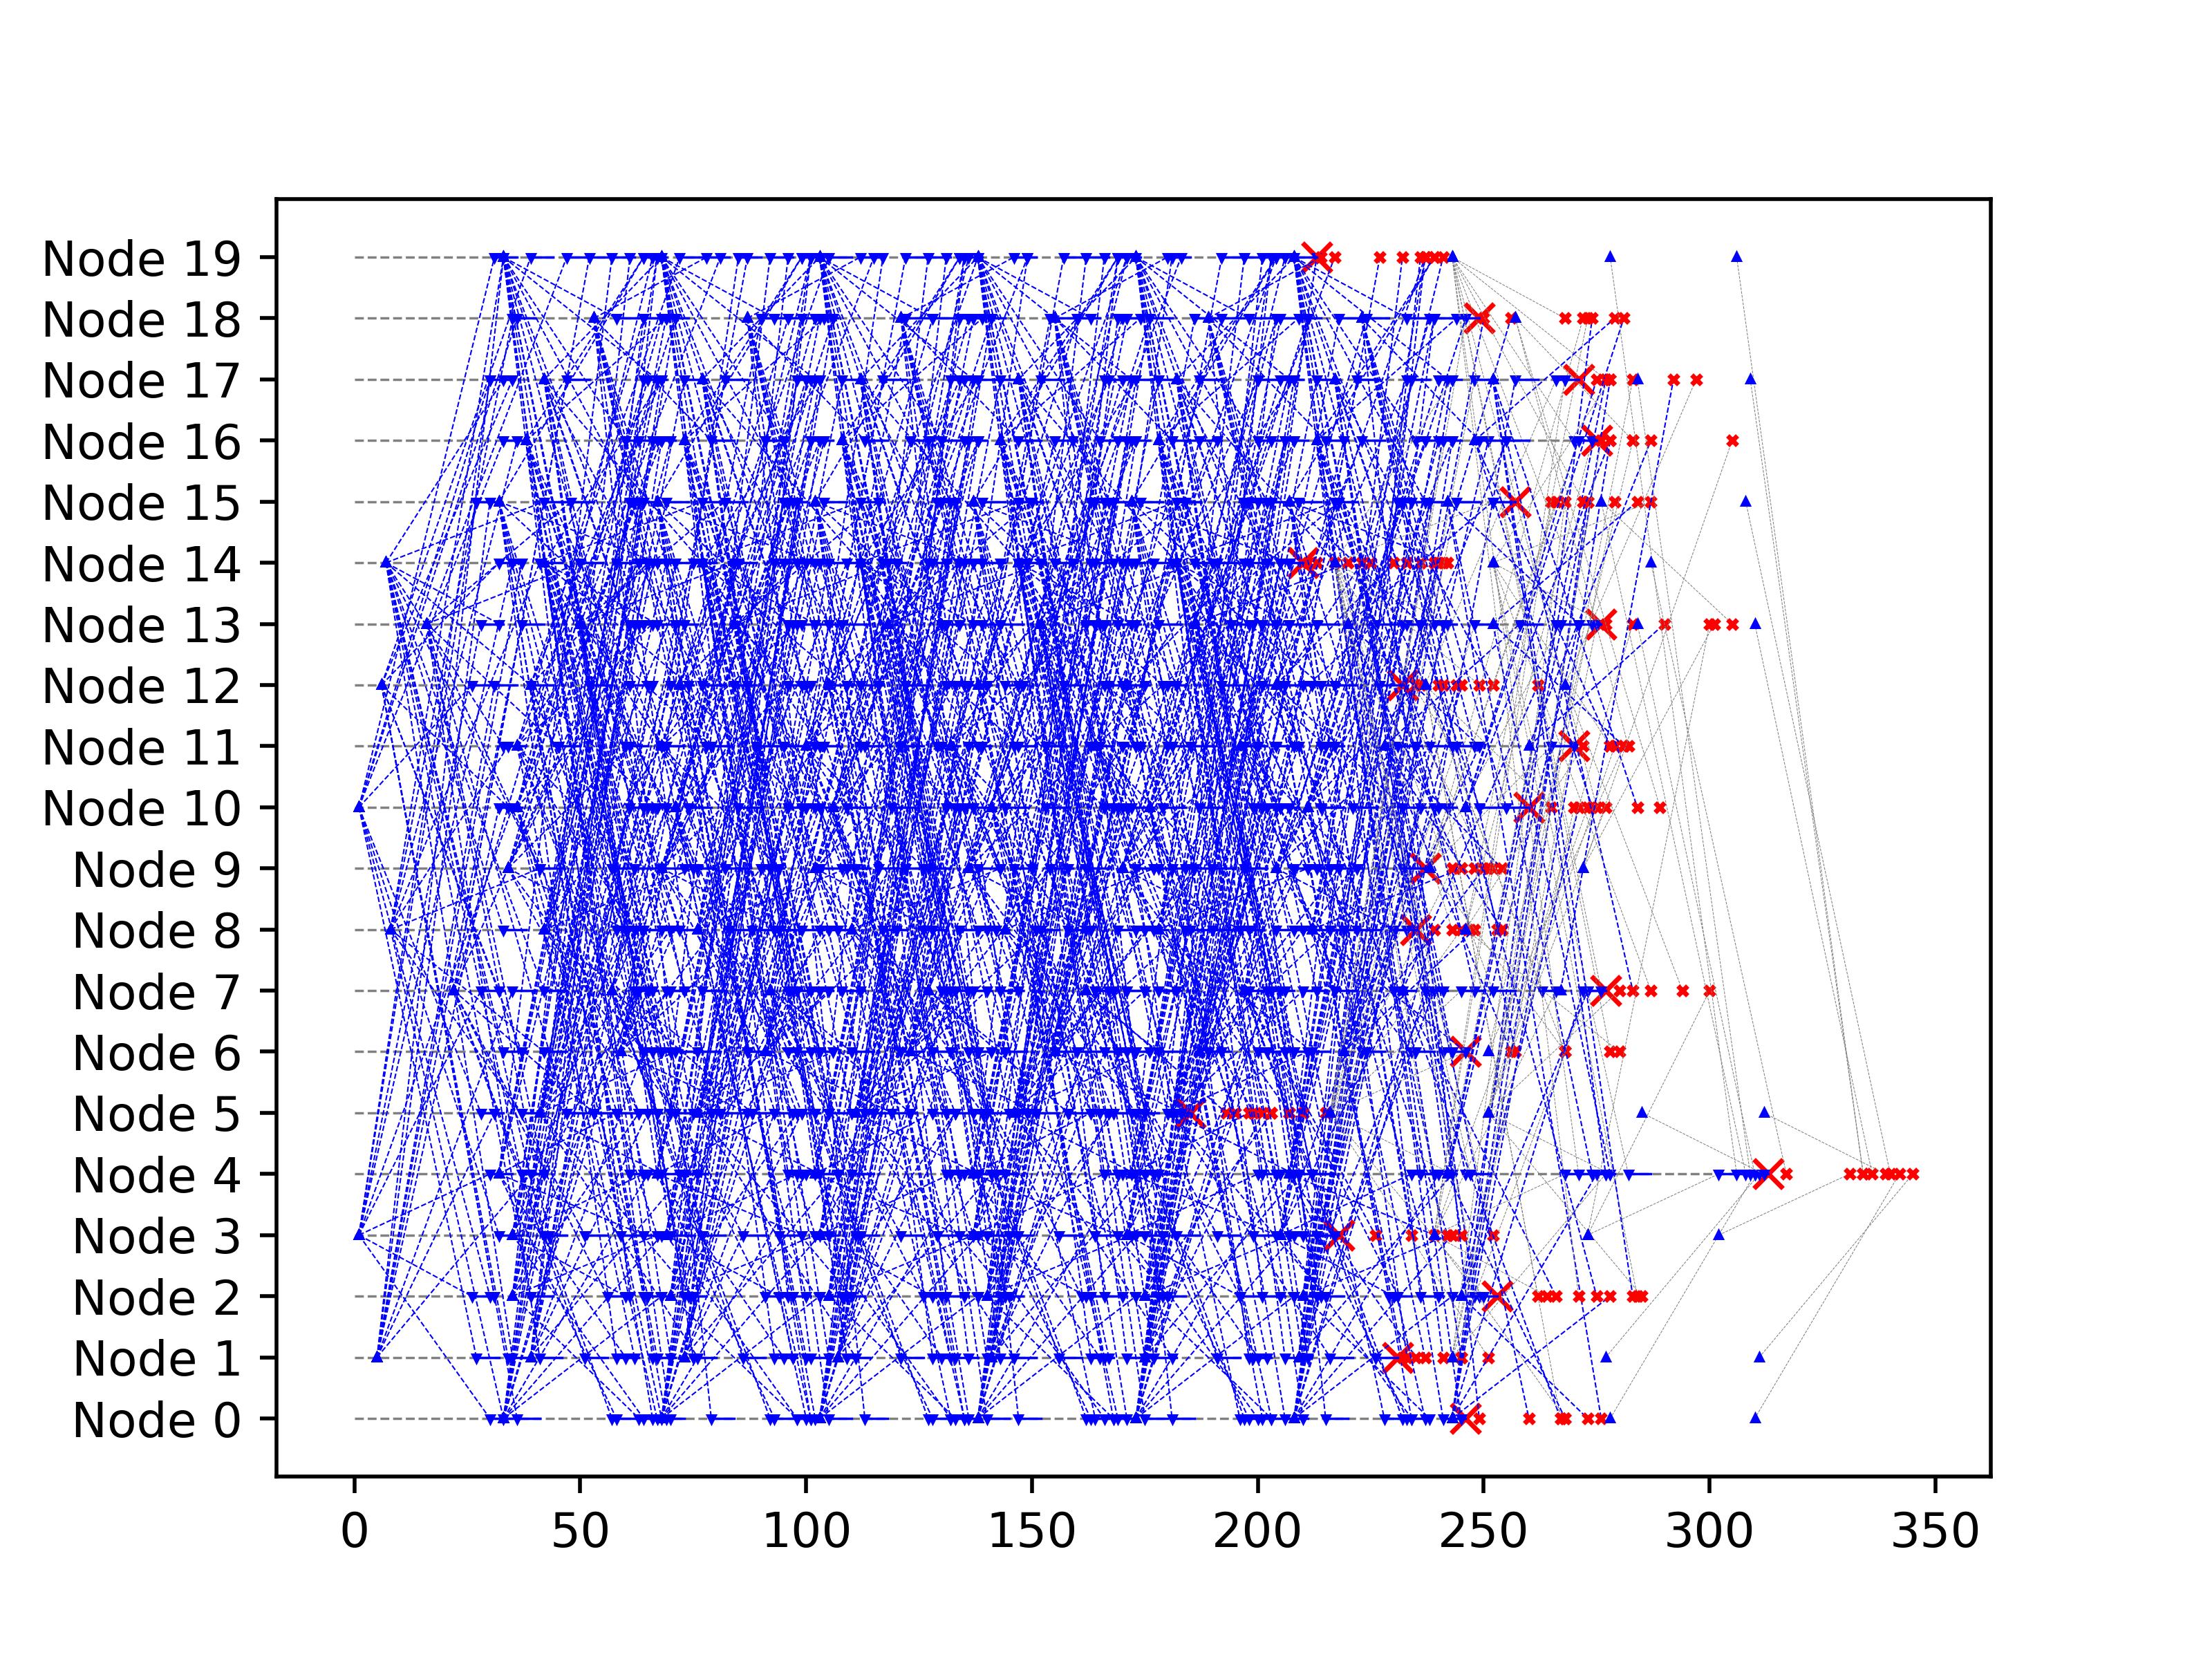 Node 19
Node 18
Node 17
Node 16
Node 15
Node 14
Node 13
Node 12
Node 11
Node 10
Node 9
Node 8
Node 7
Node 6
Node 5
Node 4
Node 3
Node 2
Node 1
Node 0
0 50 100 150 200 250 300 350